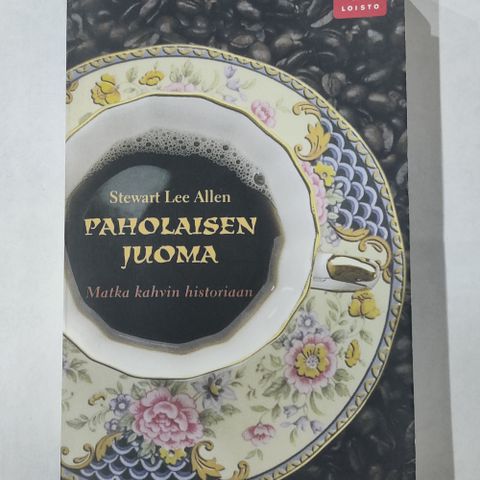 LOISTO
Stewart Lee Allen
PAHOLAISEN
JUOMA
Matka kahvin historiaan